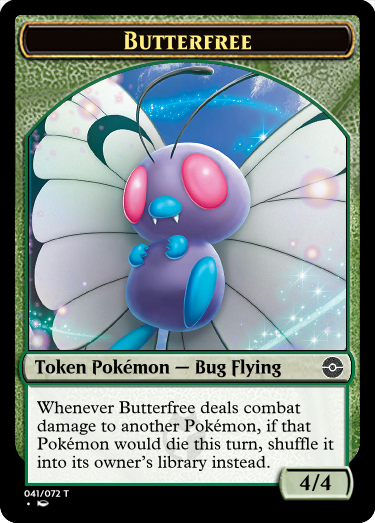 Butterfree
Token Pokémon — Bug Flying
Whenever Butterfree deals combat
damage to another Pokémon, if that
Pokémon would die this turn, shuffle it
into its owner's library instead.
4/4
041/072 T